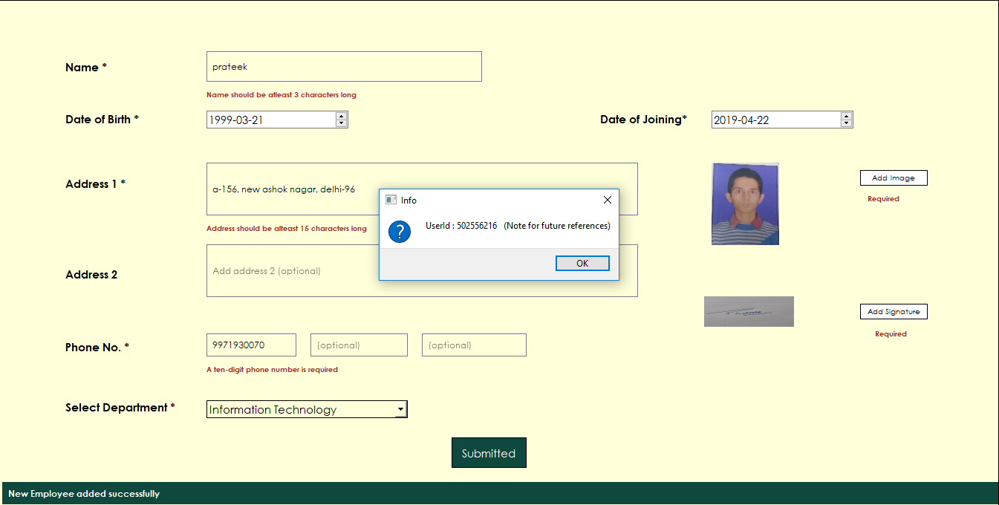 Name *
prateek
Name should be atleast 3 characters long
Date of Birth *
1999-03-21
Date of Joining*
2019-04-22
Address 1 *
a-156, new ashok nagar, delhi-96
Address should be alteast 15 characters long
Add Image
Required
Info
?
UserId : 502556216 (Note for future references)
OK
Address 2
Add address 2 (optional)
Add Signature
Required
Phone No. *
9971930070
(optional)
(optional)
A ten-digit phone number is required
Select Department *
Information Technology
Submitted
New Employee added successfully